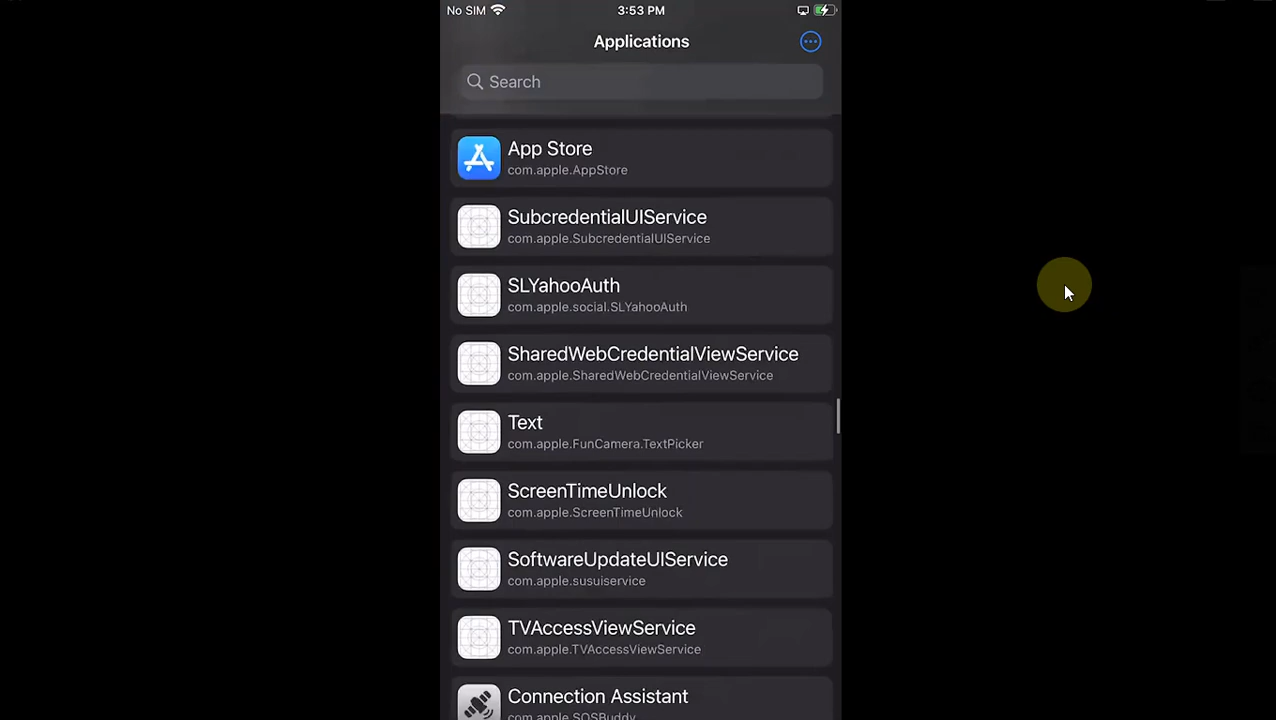 No SIM 3:53 PM
Applications
Search
App Store
com.apple.AppStore
SubcredentialUIService
com.apple.SubcredentialUIService
SLYahooAuth
com.apple.social.SLYahooAuth
SharedWebCredentialViewService
com.apple.SharedWebCredentialViewService
Text
com.apple.FunCamera.TextPicker
ScreenTimeUnlock
com.apple.ScreenTimeUnlock
SoftwareUpdateUIService
com.apple.susuiservice
TVAccessViewService
com.apple.TVAccessViewService
Connection Assistant
com.apple.SOSBuddy